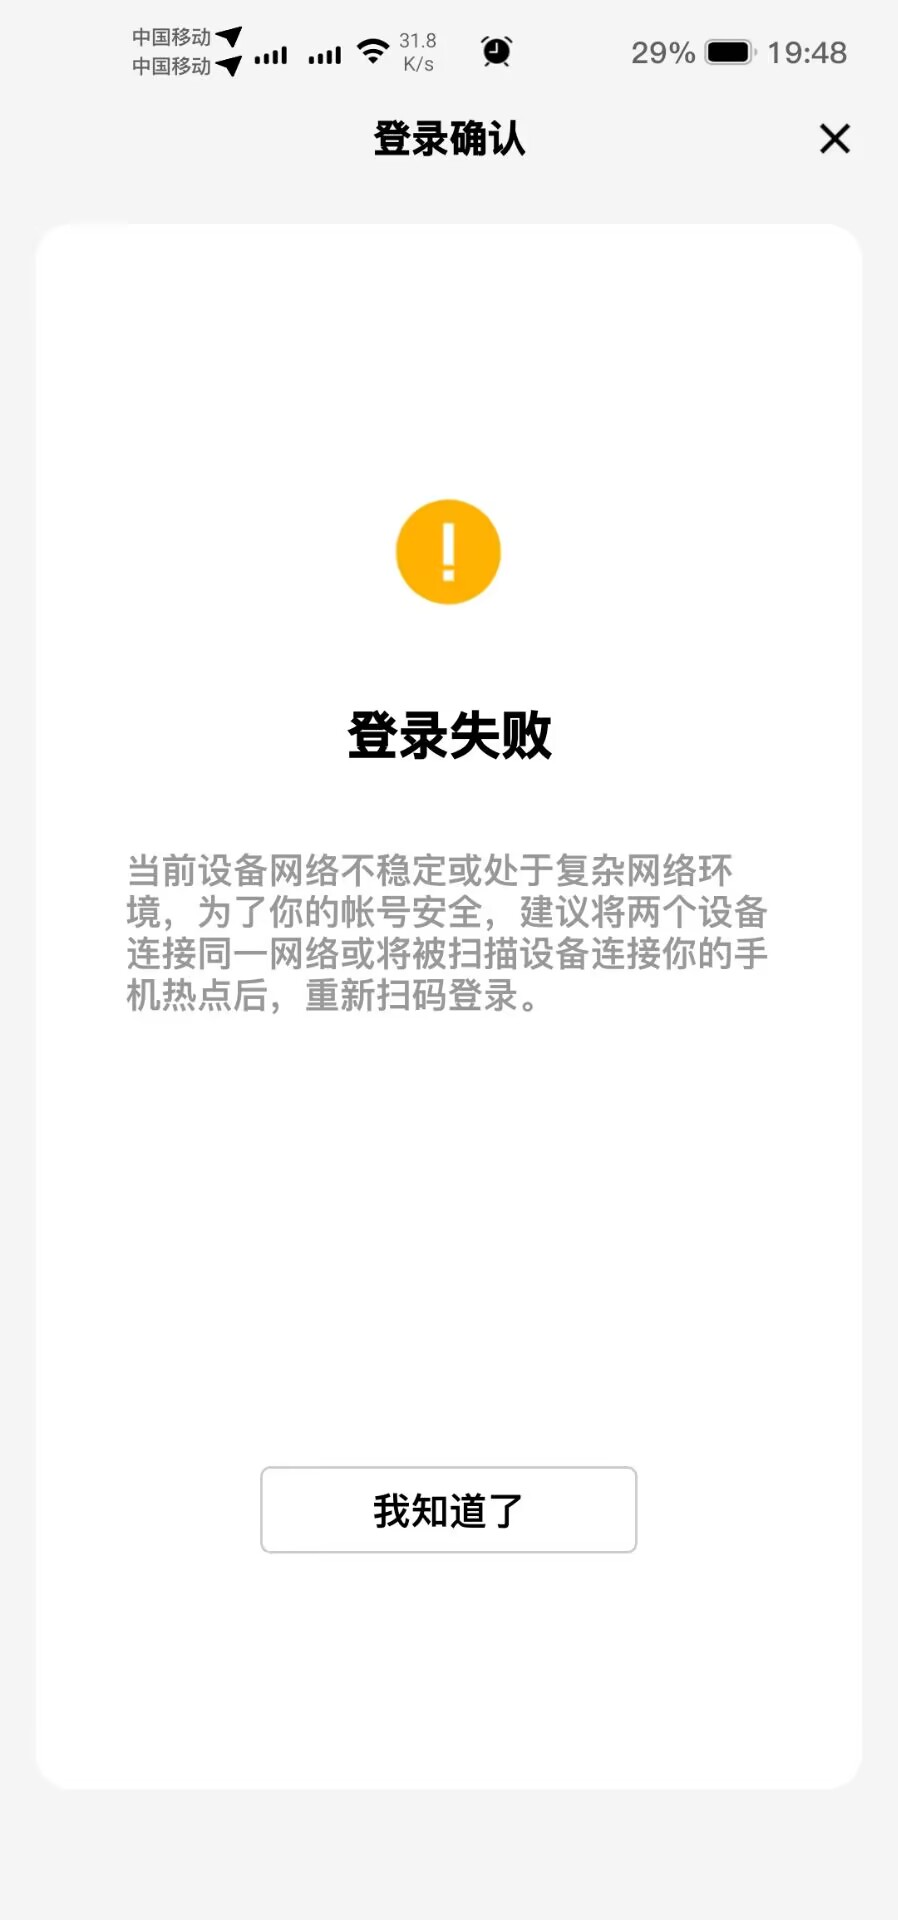 中国移动
中国移动
31.8
K/s
29%
19:48
登录确认
登录失败
当前设备网络不稳定或处于复杂网络环
境，为了你的帐号安全，建议将两个设备
连接同一网络或将被扫描设备连接你的手
机热点后，重新扫码登录。
我知道了